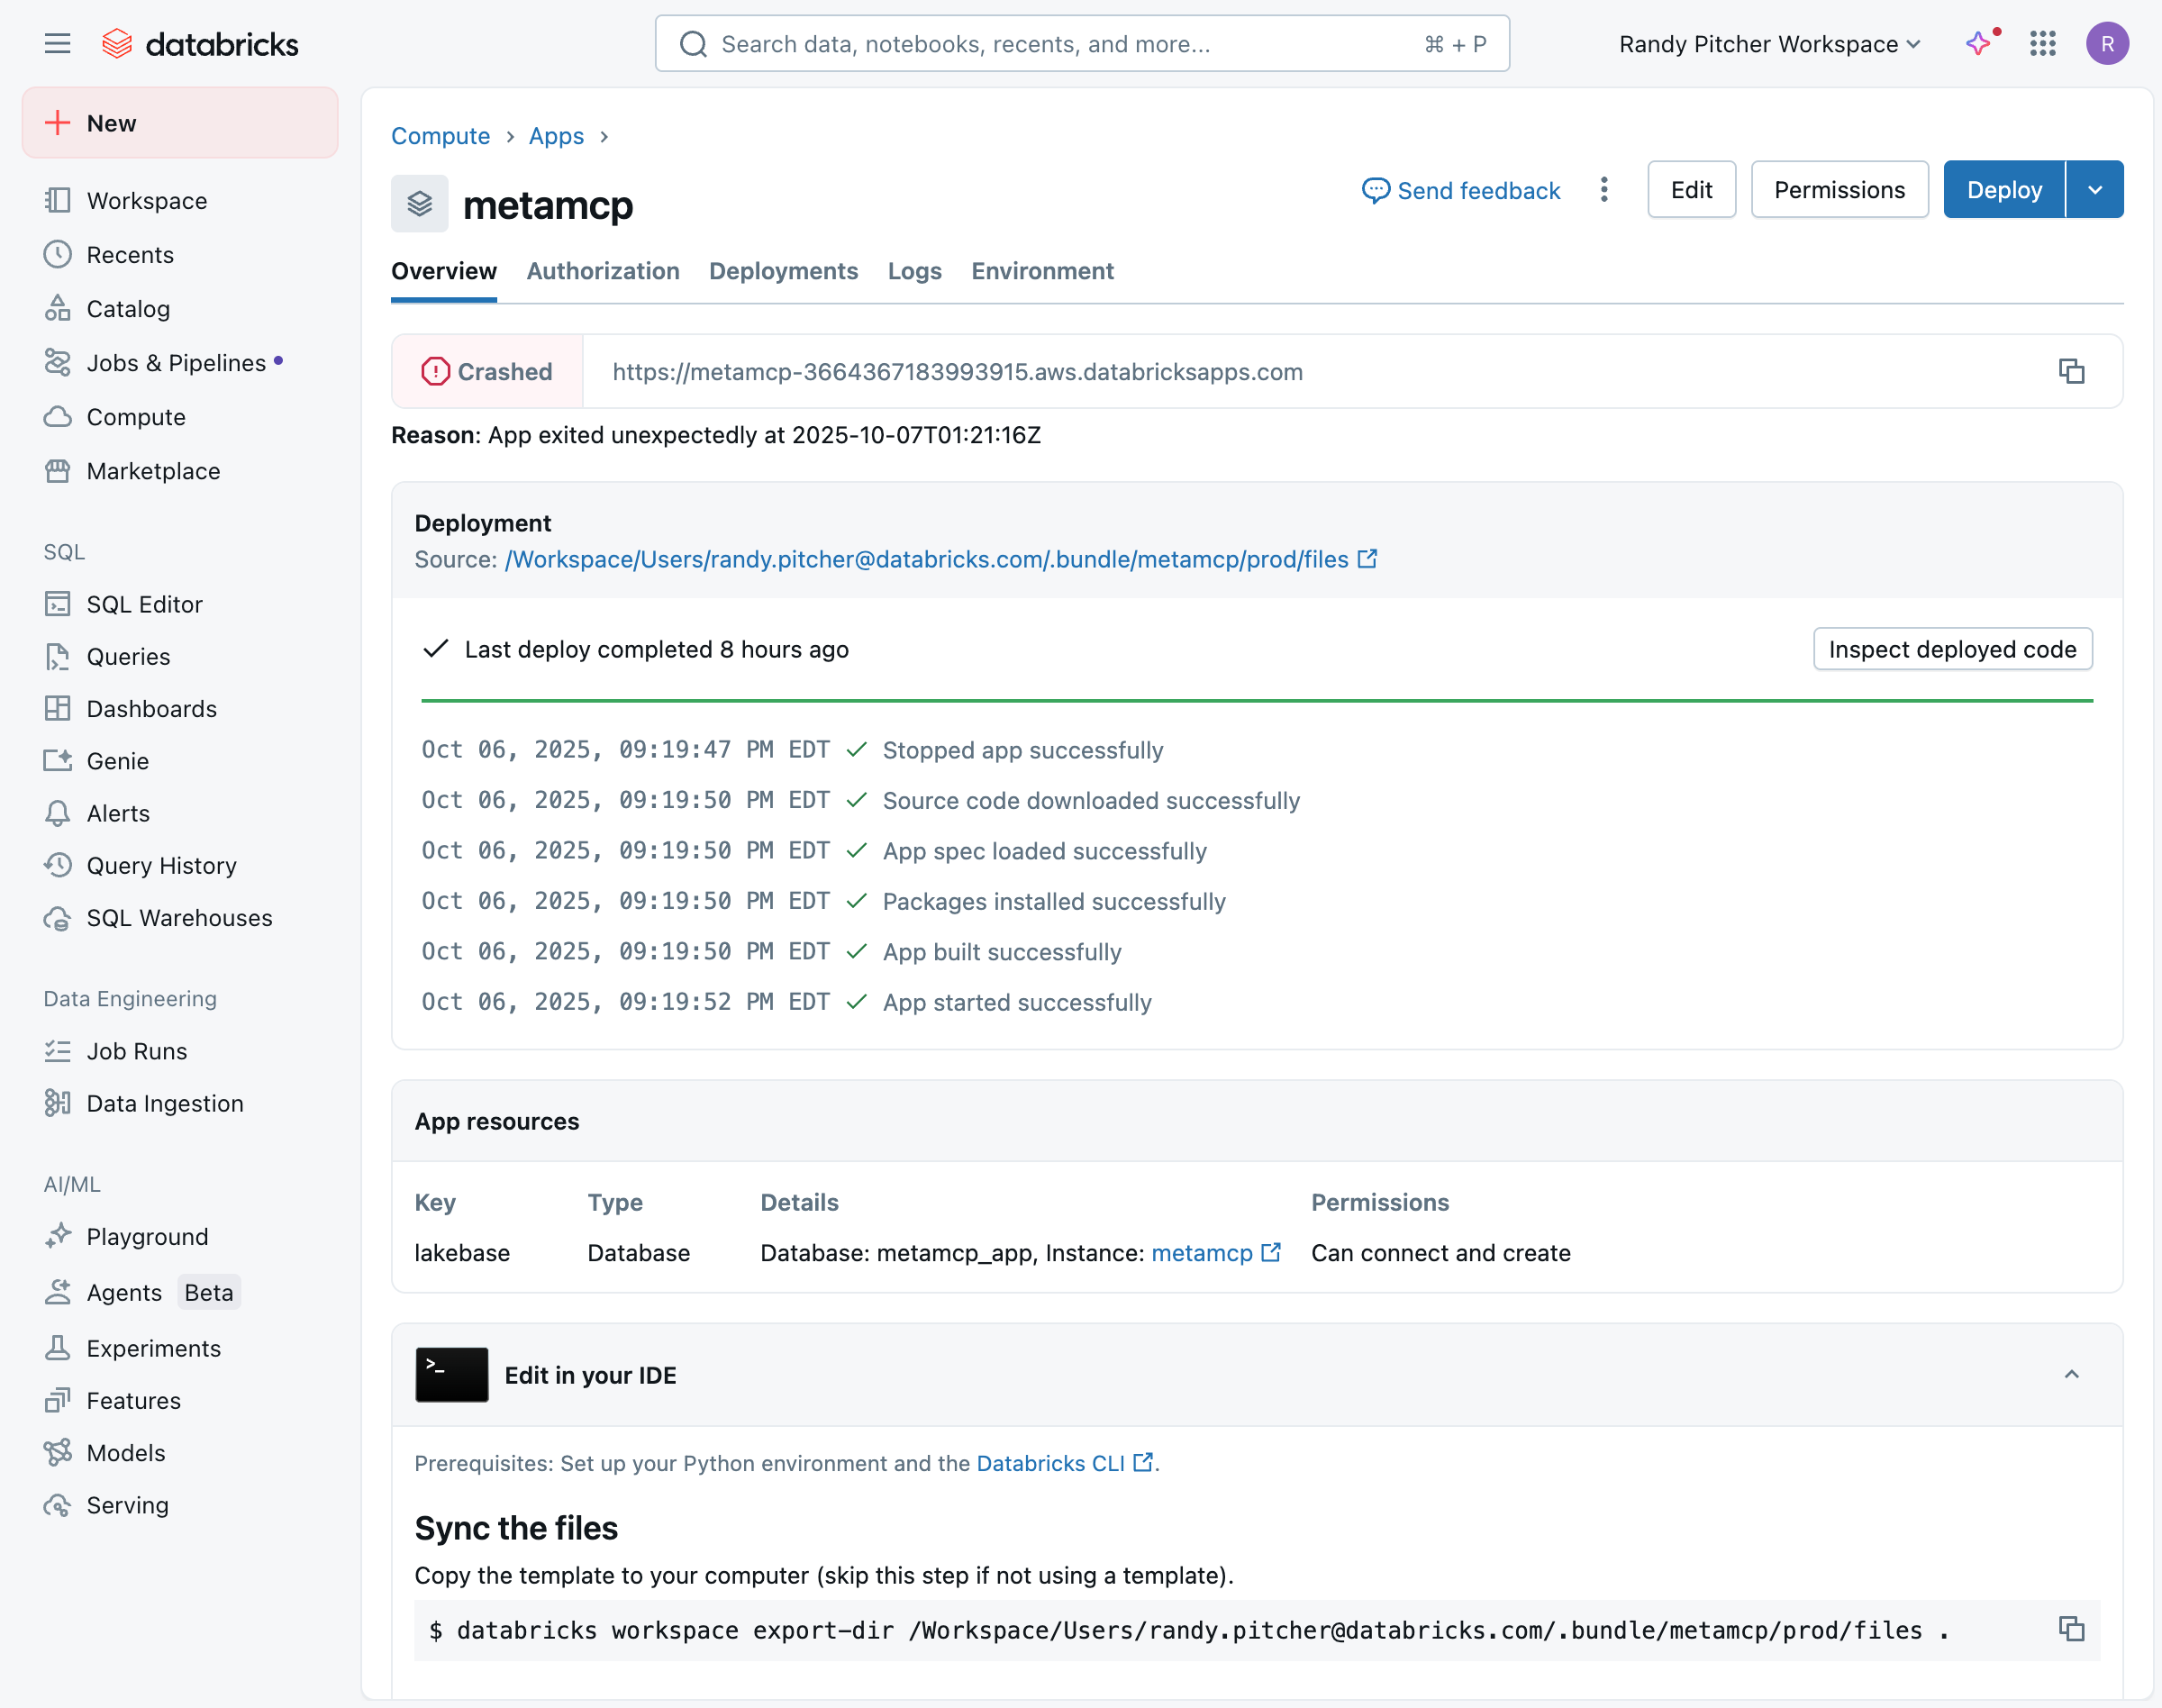 databricks
Search data, notebooks, recents, and more...
⌘ + P
Randy Pitcher Workspace
R
New
Workspace
Recents
Catalog
Jobs & Pipelines
Compute
Marketplace
SQL
SQL Editor
Queries
Dashboards
Genie
Alerts
Query History
SQL Warehouses
Data Engineering
Job Runs
Data Ingestion
AI/ML
Playground
Agents Beta
Experiments
Features
Models
Serving
Compute > Apps >
metamcp
Send feedback
Edit
Permissions
Deploy
Overview Authorization Deployments Logs Environment
Crashed
https://metamcp-3664367183993915.aws.databricksapps.com
Reason: App exited unexpectedly at 2025-10-07T01:21:16Z
Deployment
Source: /Workspace/Users/randy.pitcher@databricks.com/.bundle/metamcp/prod/files
Last deploy completed 8 hours ago
Inspect deployed code
Oct 06, 2025, 09:19:47 PM EDT Stopped app successfully
Oct 06, 2025, 09:19:50 PM EDT Source code downloaded successfully
Oct 06, 2025, 09:19:50 PM EDT App spec loaded successfully
Oct 06, 2025, 09:19:50 PM EDT Packages installed successfully
Oct 06, 2025, 09:19:50 PM EDT App built successfully
Oct 06, 2025, 09:19:52 PM EDT App started successfully
App resources
Key Type Details Permissions
lakebase Database Database: metamcp_app, Instance: metamcp Can connect and create
>_
Edit in your IDE
Prerequisites: Set up your Python environment and the Databricks CLI.
Sync the files
Copy the template to your computer (skip this step if not using a template).
$ databricks workspace export-dir /Workspace/Users/randy.pitcher@databricks.com/.bundle/metamcp/prod/files .